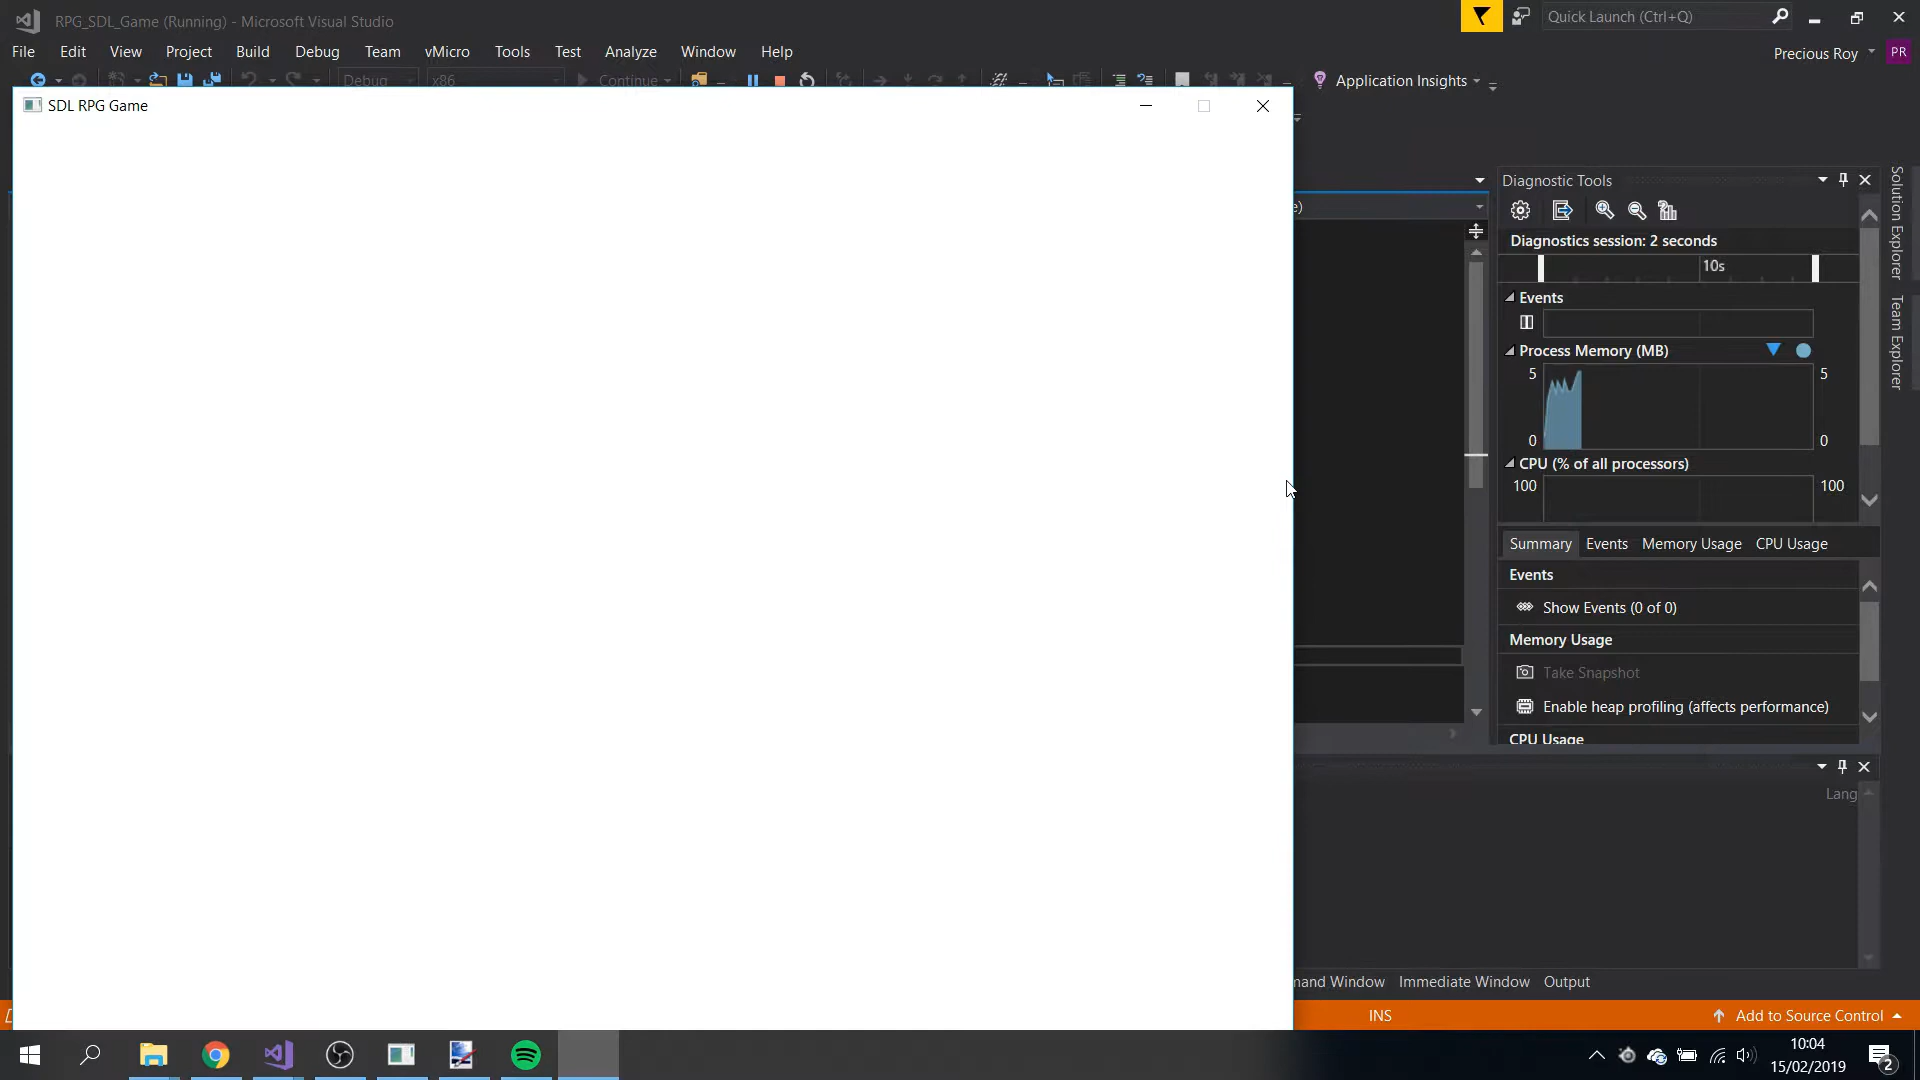 RPG_SDL_Game (Running) - Microsoft Visual Studio
Quick Launch (Ctrl+Q)
File Edit View Project Build Debug Team vMicro Tools Test Analyze Window Help
Precious Roy PR
Debug x86 Continue Application Insights
SDL RPG Game
Diagnostic Tools
e)
Diagnostics session: 2 seconds
10s
Events
Process Memory (MB)
5 5
0 0
CPU (% of all processors)
100 100
Summary Events Memory Usage CPU Usage
Events
Show Events (0 of 0)
Memory Usage
Take Snapshot
Enable heap profiling (affects performance)
CPU Usage
Solution Explorer
Team Explorer
Lang
mand Window Immediate Window Output
INS Add to Source Control
10:04
15/02/2019
2